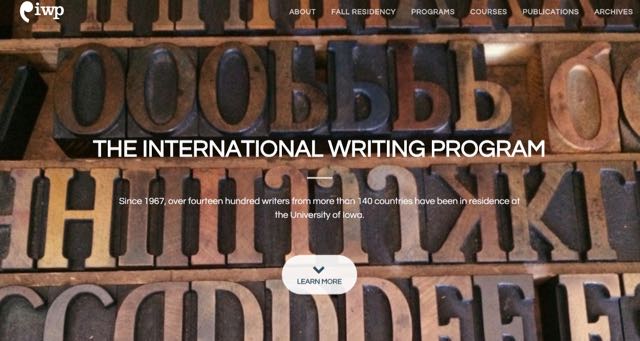 iwp
ABOUT FALL RESIDENCY PROGRAMS COURSES PUBLICATIONS ARCHIVES
THE INTERNATIONAL WRITING PROGRAM
Since 1967, over fourteen hundred writers from more than 140 countries have been in residence at
the University of Iowa.
LEARN MORE